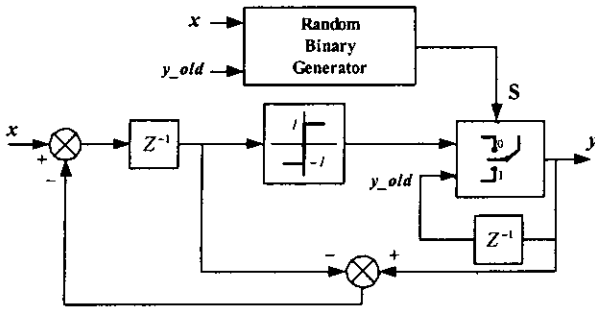 x
Random
Binary
Generator
y_old
S
x
+
−
Z⁻¹
1
−1
0
1
y
y_old
Z⁻¹
−
+